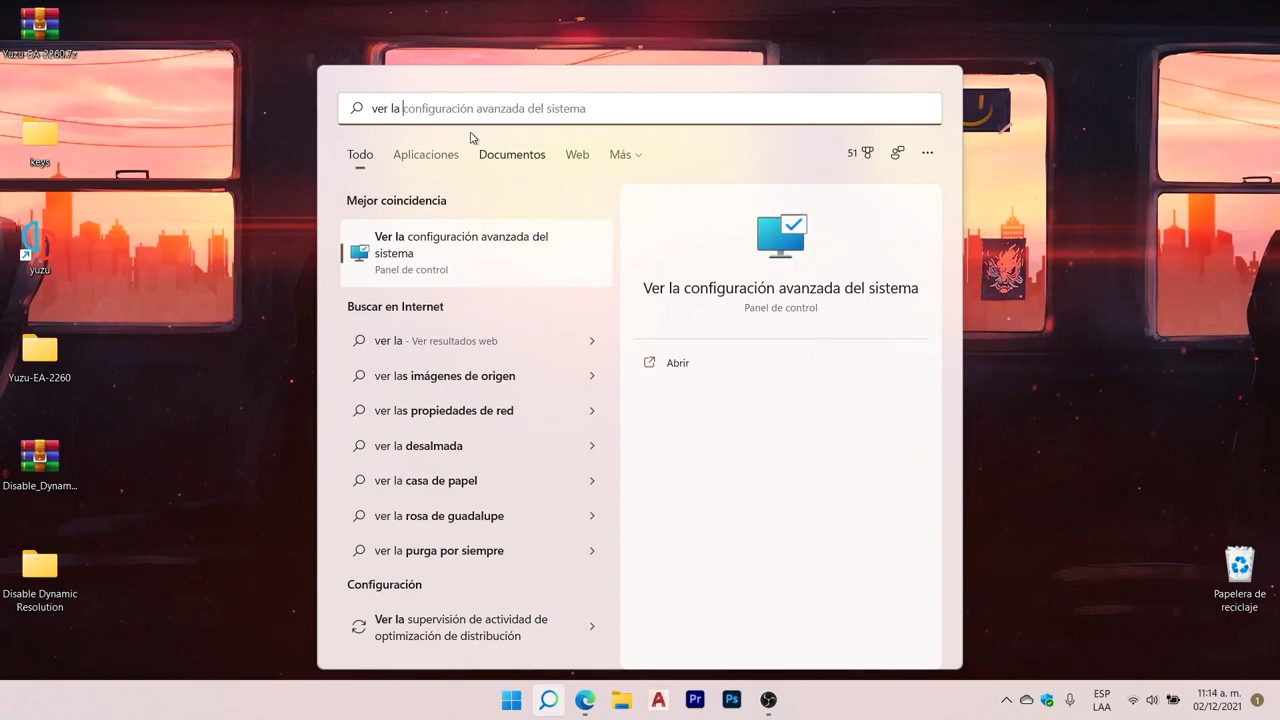 Yuzu-EA-2260.7z
keys
yuzu
Yuzu-EA-2260
Disable_Dynam...
Disable Dynamic
Resolution
ver la configuración avanzada del sistema
Todo
Aplicaciones
Documentos
Web
Más
51
Mejor coincidencia
Ver la configuración avanzada del
sistema
Panel de control
Buscar en Internet
ver la - Ver resultados web
ver las imágenes de origen
ver las propiedades de red
ver la desalmada
ver la casa de papel
ver la rosa de guadalupe
ver la purga por siempre
Configuración
Ver la supervisión de actividad de
optimización de distribución
Ver la configuración avanzada del sistema
Panel de control
Abrir
Papelera de
reciclaje
A
Pr
Ps
ESP
LAA
11:14 a. m.
02/12/2021
1